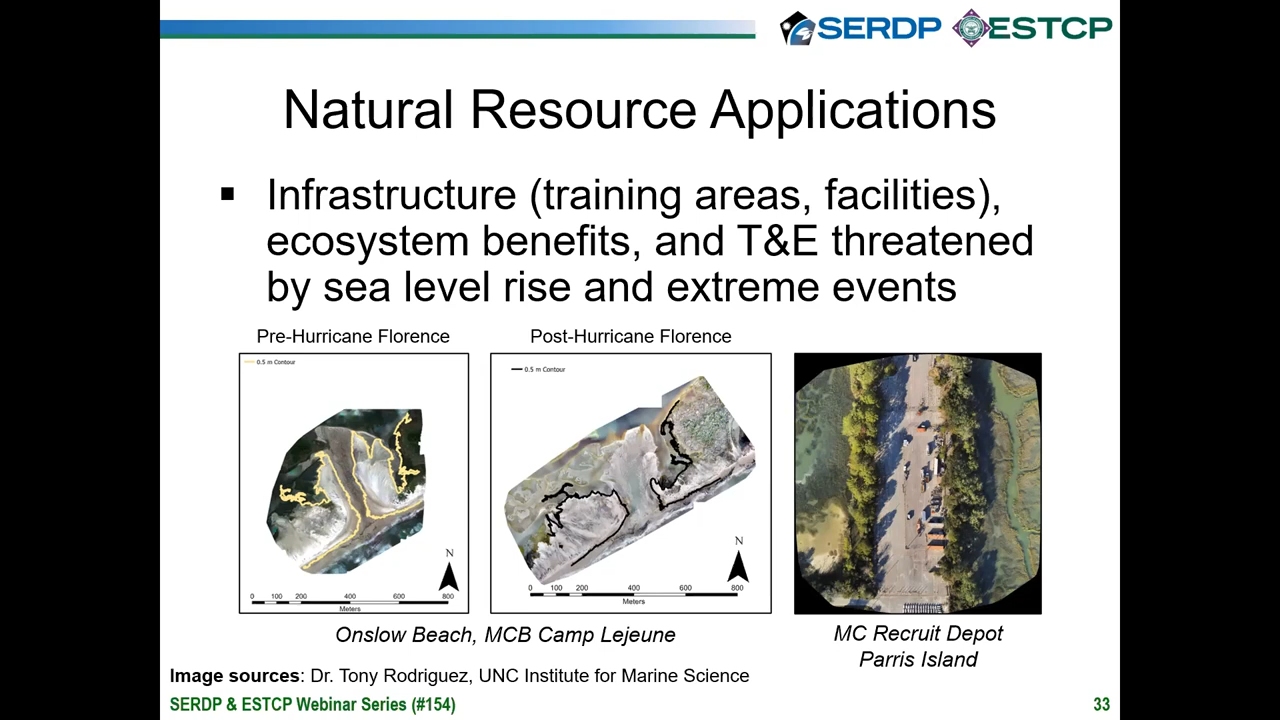 SERDP ESTCP
Natural Resource Applications
▪ Infrastructure (training areas, facilities),
ecosystem benefits, and T&E threatened
by sea level rise and extreme events
Pre-Hurricane Florence
0.5 m Contour
N
0 100 200 400 600 800
Meters
Post-Hurricane Florence
0.5 m Contour
N
0 100 200 400 600 800
Meters
Onslow Beach, MCB Camp Lejeune
MC Recruit Depot
Parris Island
Image sources: Dr. Tony Rodriguez, UNC Institute for Marine Science
SERDP & ESTCP Webinar Series (#154)
33